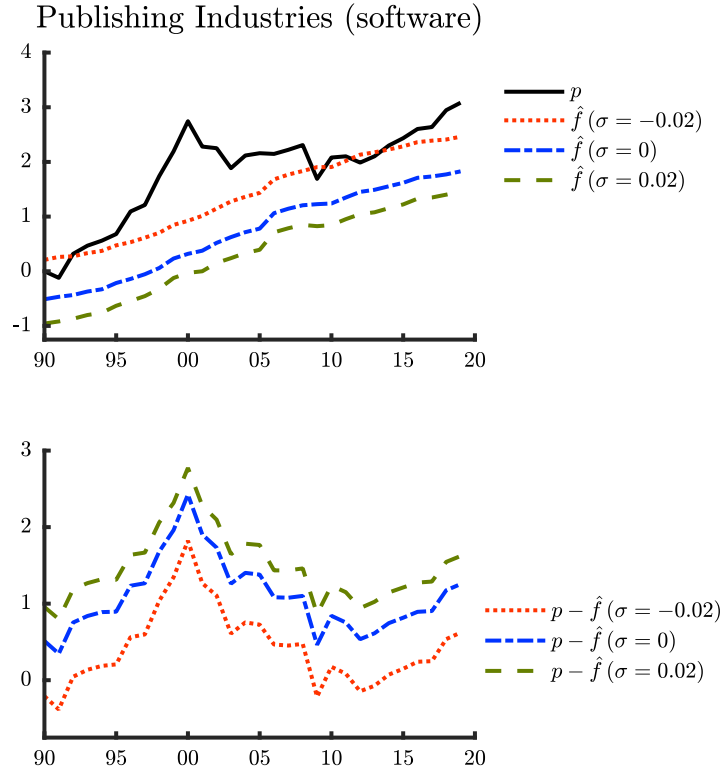 Publishing Industries (software)
4
3
2
1
0
-1
90 95 00 05 10 15 20
p
f̂ (σ = −0.02)
f̂ (σ = 0)
f̂ (σ = 0.02)
3
2
1
0
90 95 00 05 10 15 20
p − f̂ (σ = −0.02)
p − f̂ (σ = 0)
p − f̂ (σ = 0.02)